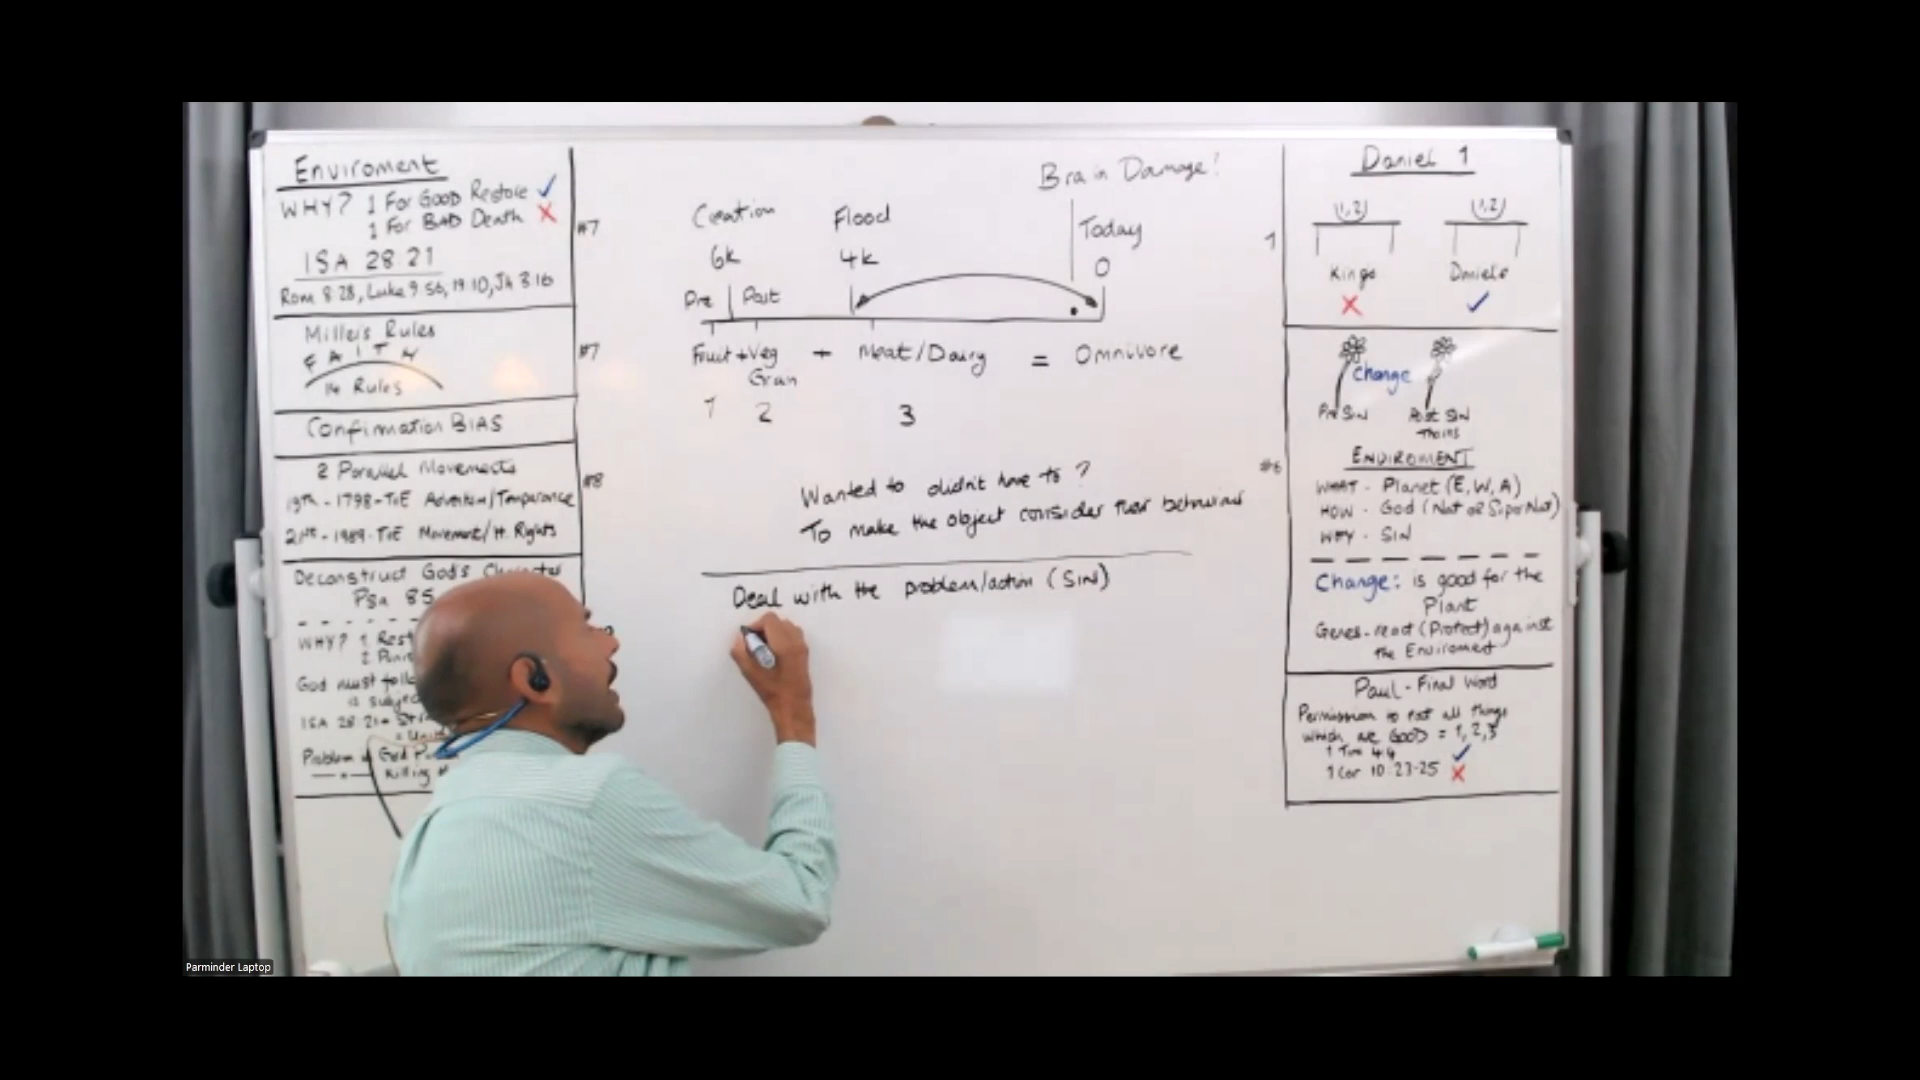 Enviroment
WHY? 1 For GOOD Restore ✓
1 For BAD Death ✗
ISA 28:21
Rom 8:28, Luke 9:56, 19:10, Jn 3:16
Miller's Rules
FAITH
14 Rules
Confirmation BIAS
2 Parallel Movements
19th - 1798 - ToE Adventism/Temperance
21st - 1989 - ToE Movement/H. Rights
Deconstruct God's Character
Psa 85
WHY? 1 Rest
2 Puni
God must foll
is subje
ISA 28:21 = Str
Problem
Killing
#7
#7
#8
Brain Damage!
Creation
Flood
Today
6k
4k
0
Pre | Post
Fruit + Veg + Meat/Dairy = Omnivore
Gran
1 2 3
Wanted to didn't have to?
To make the object consider their behaviour
Deal with the problem/action (SIN)
1
#6
Daniel 1
(1,2) (1,2)
Kings Daniels
✗ ✓
Change
Pre SIN Post SIN
Thorns
ENVIROMENT
WHAT - Planet (E, W, A)
HOW - God (Nat or SuperNat)
WHY - SIN
Change: is good for the
Plant
Genes - react (Protect) against
the Enviroment
Paul - Final Word
Permission to eat all things
which are GOOD = 1,2,3
1 Tim 4:4 ✓
1 Cor 10:23-25 ✗
Parminder Laptop